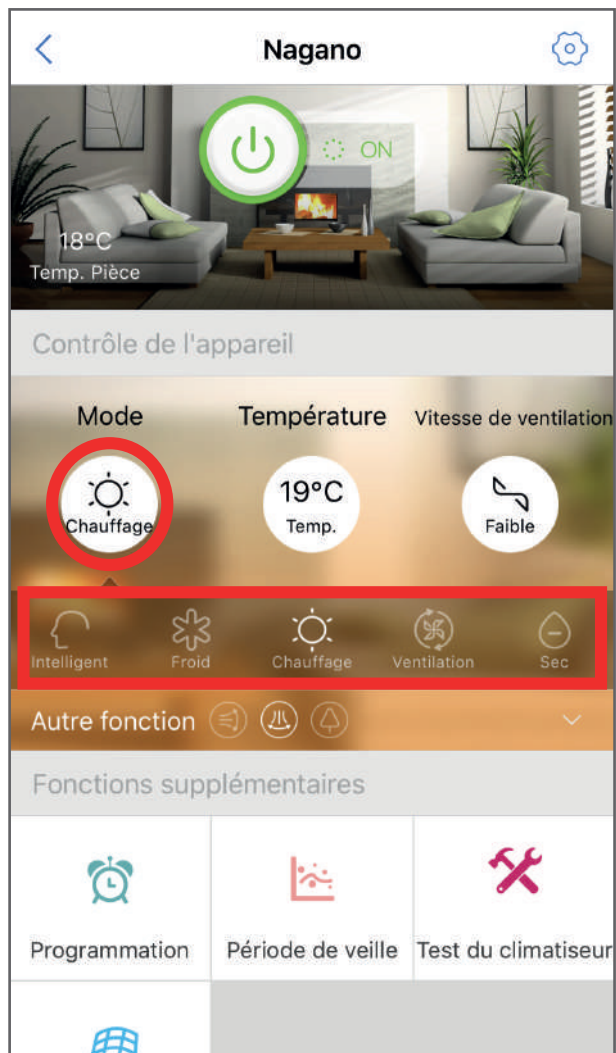 Nagano
ON
18°C
Temp. Pièce
Contrôle de l'appareil
Mode
Température
Vitesse de ventilation
Chauffage
19°C
Temp.
Faible
Intelligent
Froid
Chauffage
Ventilation
Sec
Autre fonction
Fonctions supplémentaires
Programmation
Période de veille
Test du climatiseur